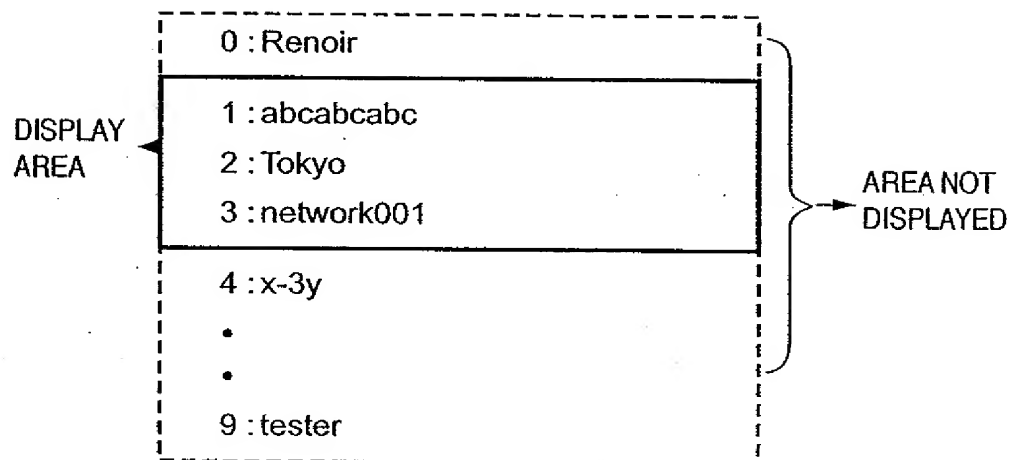 0 : Renoir
1 : abcabcabc
2 : Tokyo
3 : network001
4 : x-3y
•
•
9 : tester
DISPLAY
AREA
AREA NOT
DISPLAYED